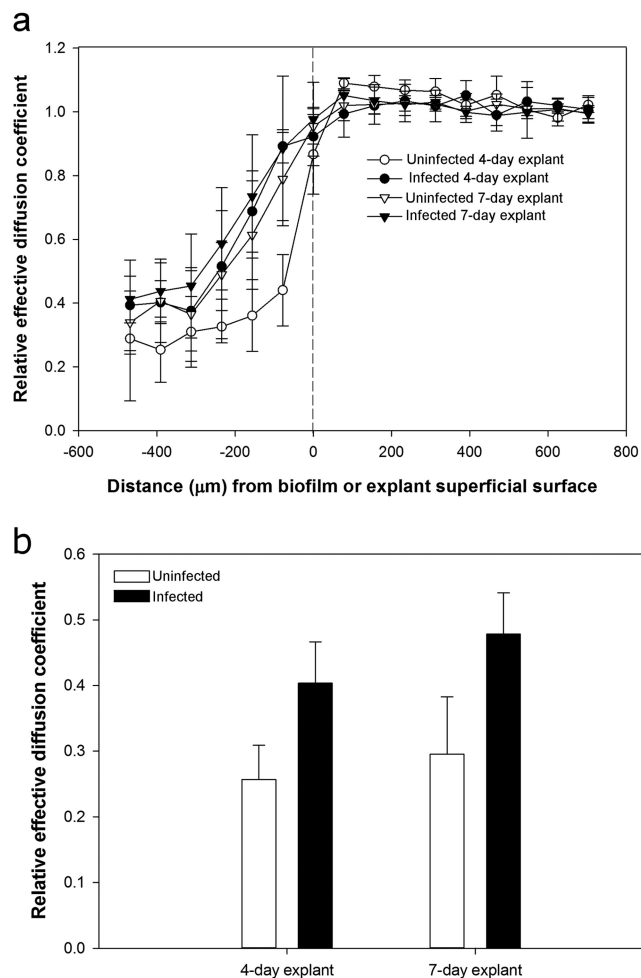 a
Relative effective diffusion coefficient
1.2
1.0
0.8
0.6
0.4
0.2
0.0
Uninfected 4-day explant
Infected 4-day explant
Uninfected 7-day explant
Infected 7-day explant
-600 -400 -200 0 200 400 600 800
Distance (μm) from biofilm or explant superficial surface
b
Relative effective diffusion coefficient
0.6
0.5
0.4
0.3
0.2
0.1
0.0
Uninfected
Infected
4-day explant 7-day explant